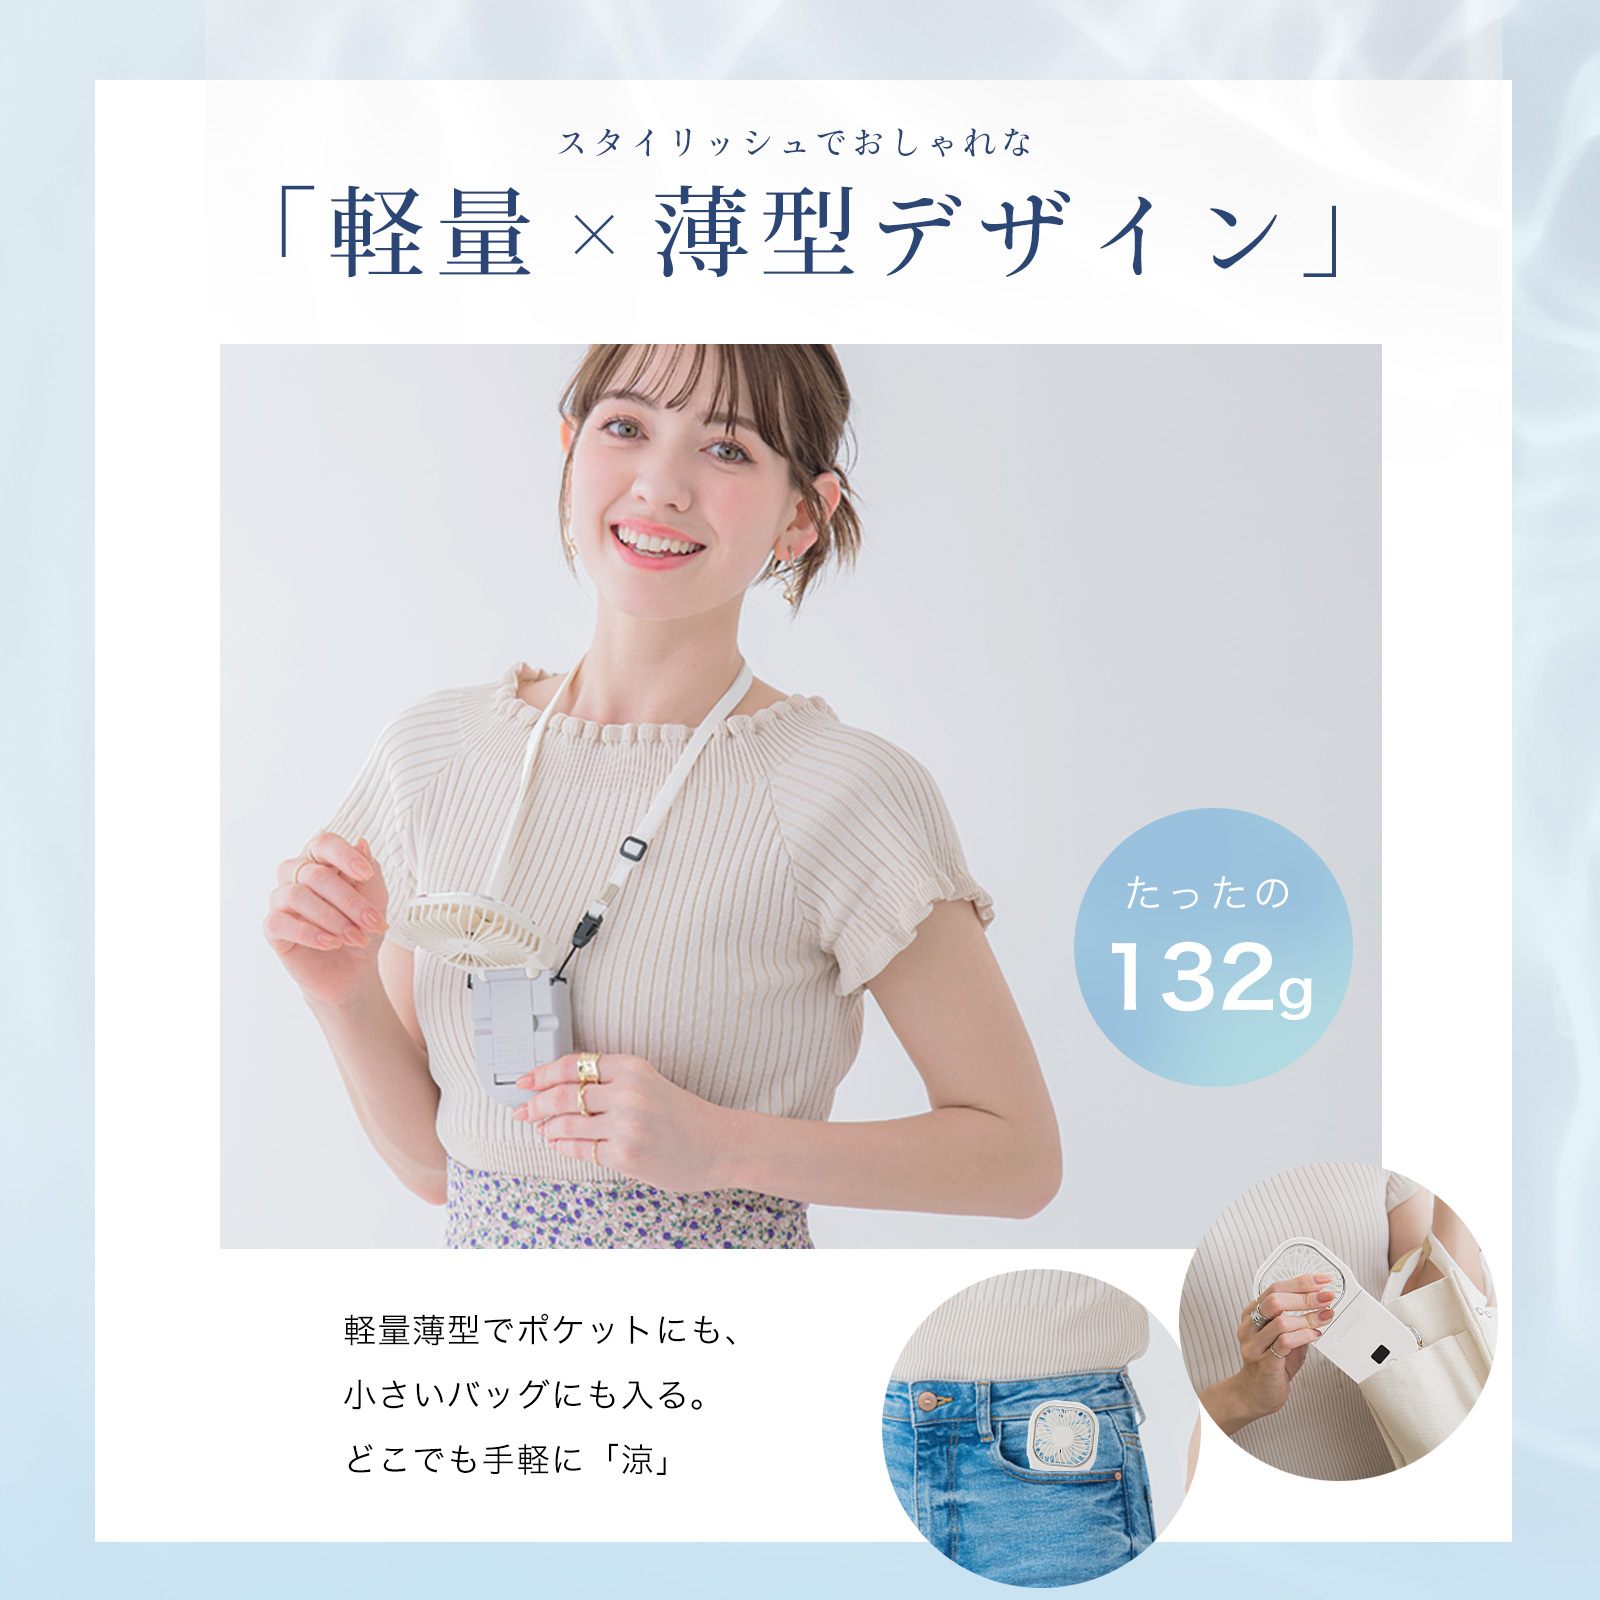 スタイリッシュでおしゃれな
「軽量×薄型デザイン」
たったの
132g
軽量薄型でポケットにも、
小さいバッグにも入る。
どこでも手軽に「涼」